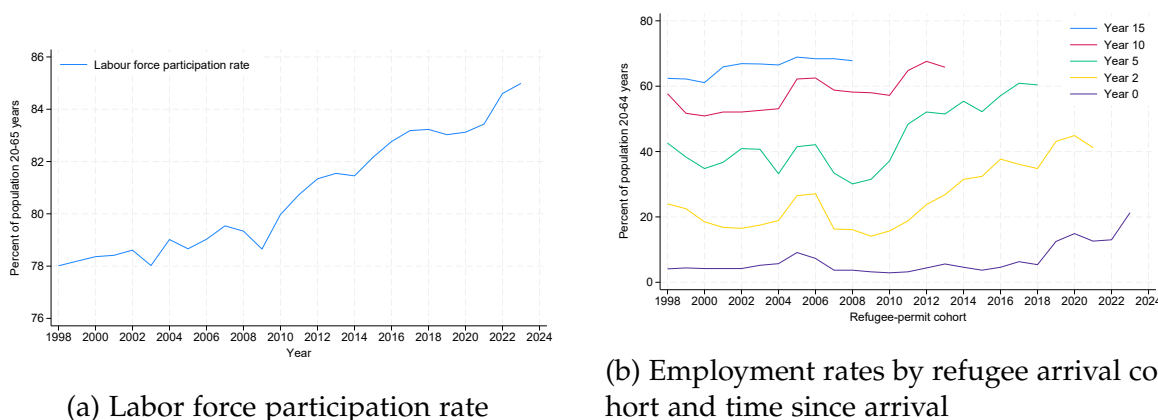 86
84
82
80
78
76
Percent of population 20-65 years
Labour force participation rate
1998 2000 2002 2004 2006 2008 2010 2012 2014 2016 2018 2020 2022 2024
Year
(a) Labor force participation rate
80
60
40
20
0
Percent of population 20-64 years
Year 15
Year 10
Year 5
Year 2
Year 0
1998 2000 2002 2004 2006 2008 2010 2012 2014 2016 2018 2020 2022 2024
Refugee-permit cohort
(b) Employment rates by refugee arrival co
hort and time since arrival